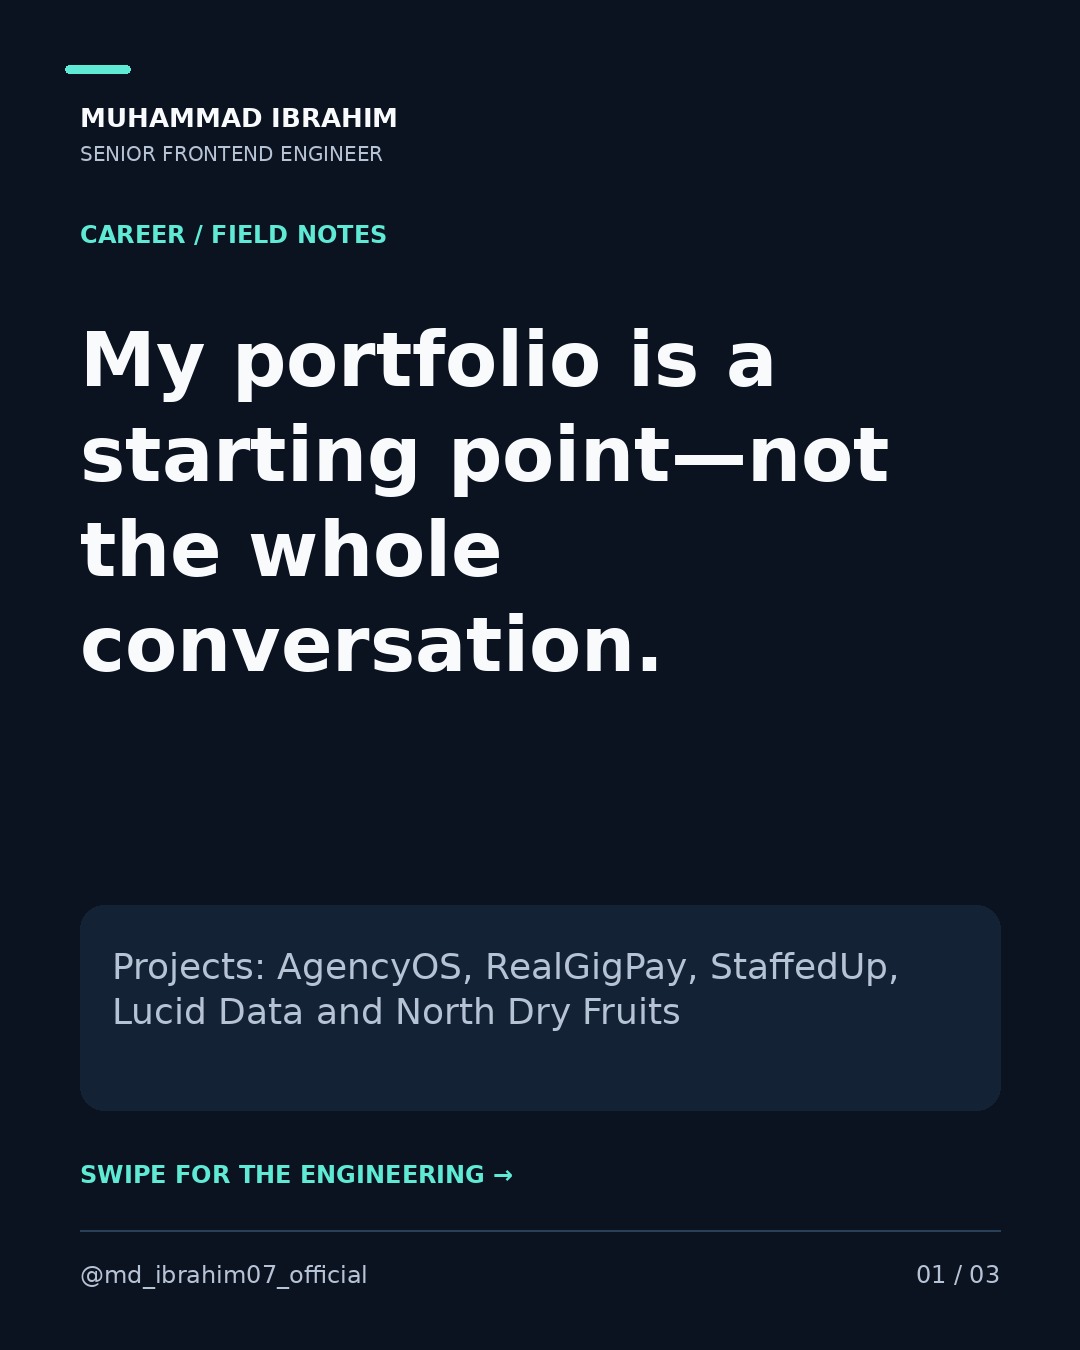 MUHAMMAD IBRAHIM
SENIOR FRONTEND ENGINEER
CAREER / FIELD NOTES
My portfolio is a
starting point—not
the whole
conversation.
Projects: AgencyOS, RealGigPay, StaffedUp,
Lucid Data and North Dry Fruits
SWIPE FOR THE ENGINEERING →
@md_ibrahim07_official
01 / 03